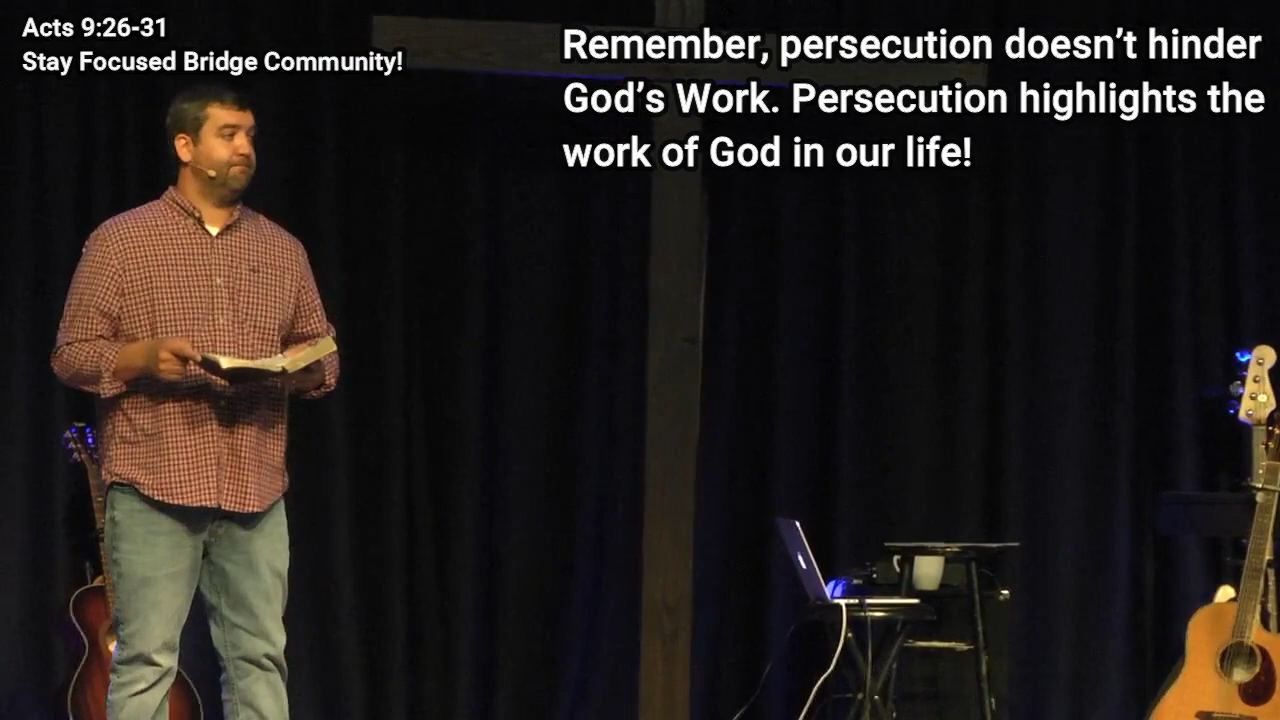 Acts 9:26-31
Stay Focused Bridge Community!
Remember, persecution doesn’t hinder
God’s Work. Persecution highlights the
work of God in our life!